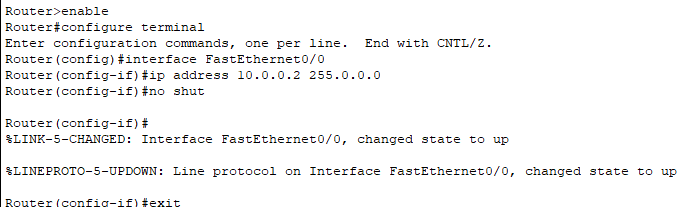 Router>enable
Router#configure terminal
Enter configuration commands, one per line.  End with CNTL/Z.
Router(config)#interface FastEthernet0/0
Router(config-if)#ip address 10.0.0.2 255.0.0.0
Router(config-if)#no shut
Router(config-if)#
%LINK-5-CHANGED: Interface FastEthernet0/0, changed state to up
%LINEPROTO-5-UPDOWN: Line protocol on Interface FastEthernet0/0, changed state to up
Router(config-if)#exit